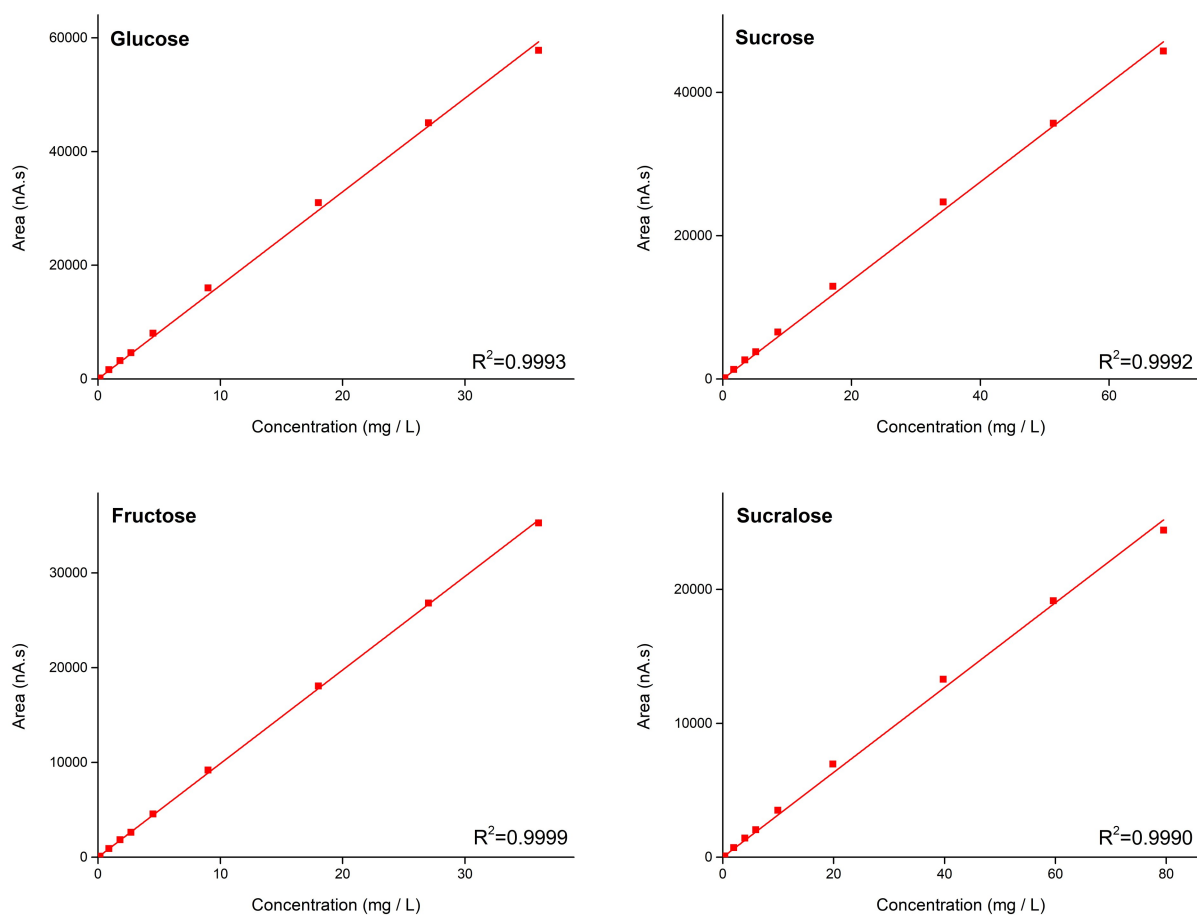 Glucose
60000
40000
20000
0
0 10 20 30
Area (nA.s)
Concentration (mg / L)
R²=0.9993
Sucrose
40000
20000
0
0 20 40 60
Area (nA.s)
Concentration (mg / L)
R²=0.9992
Fructose
30000
20000
10000
0
0 10 20 30
Area (nA.s)
Concentration (mg / L)
R²=0.9999
Sucralose
20000
10000
0
0 20 40 60 80
Area (nA.s)
Concentration (mg / L)
R²=0.9990